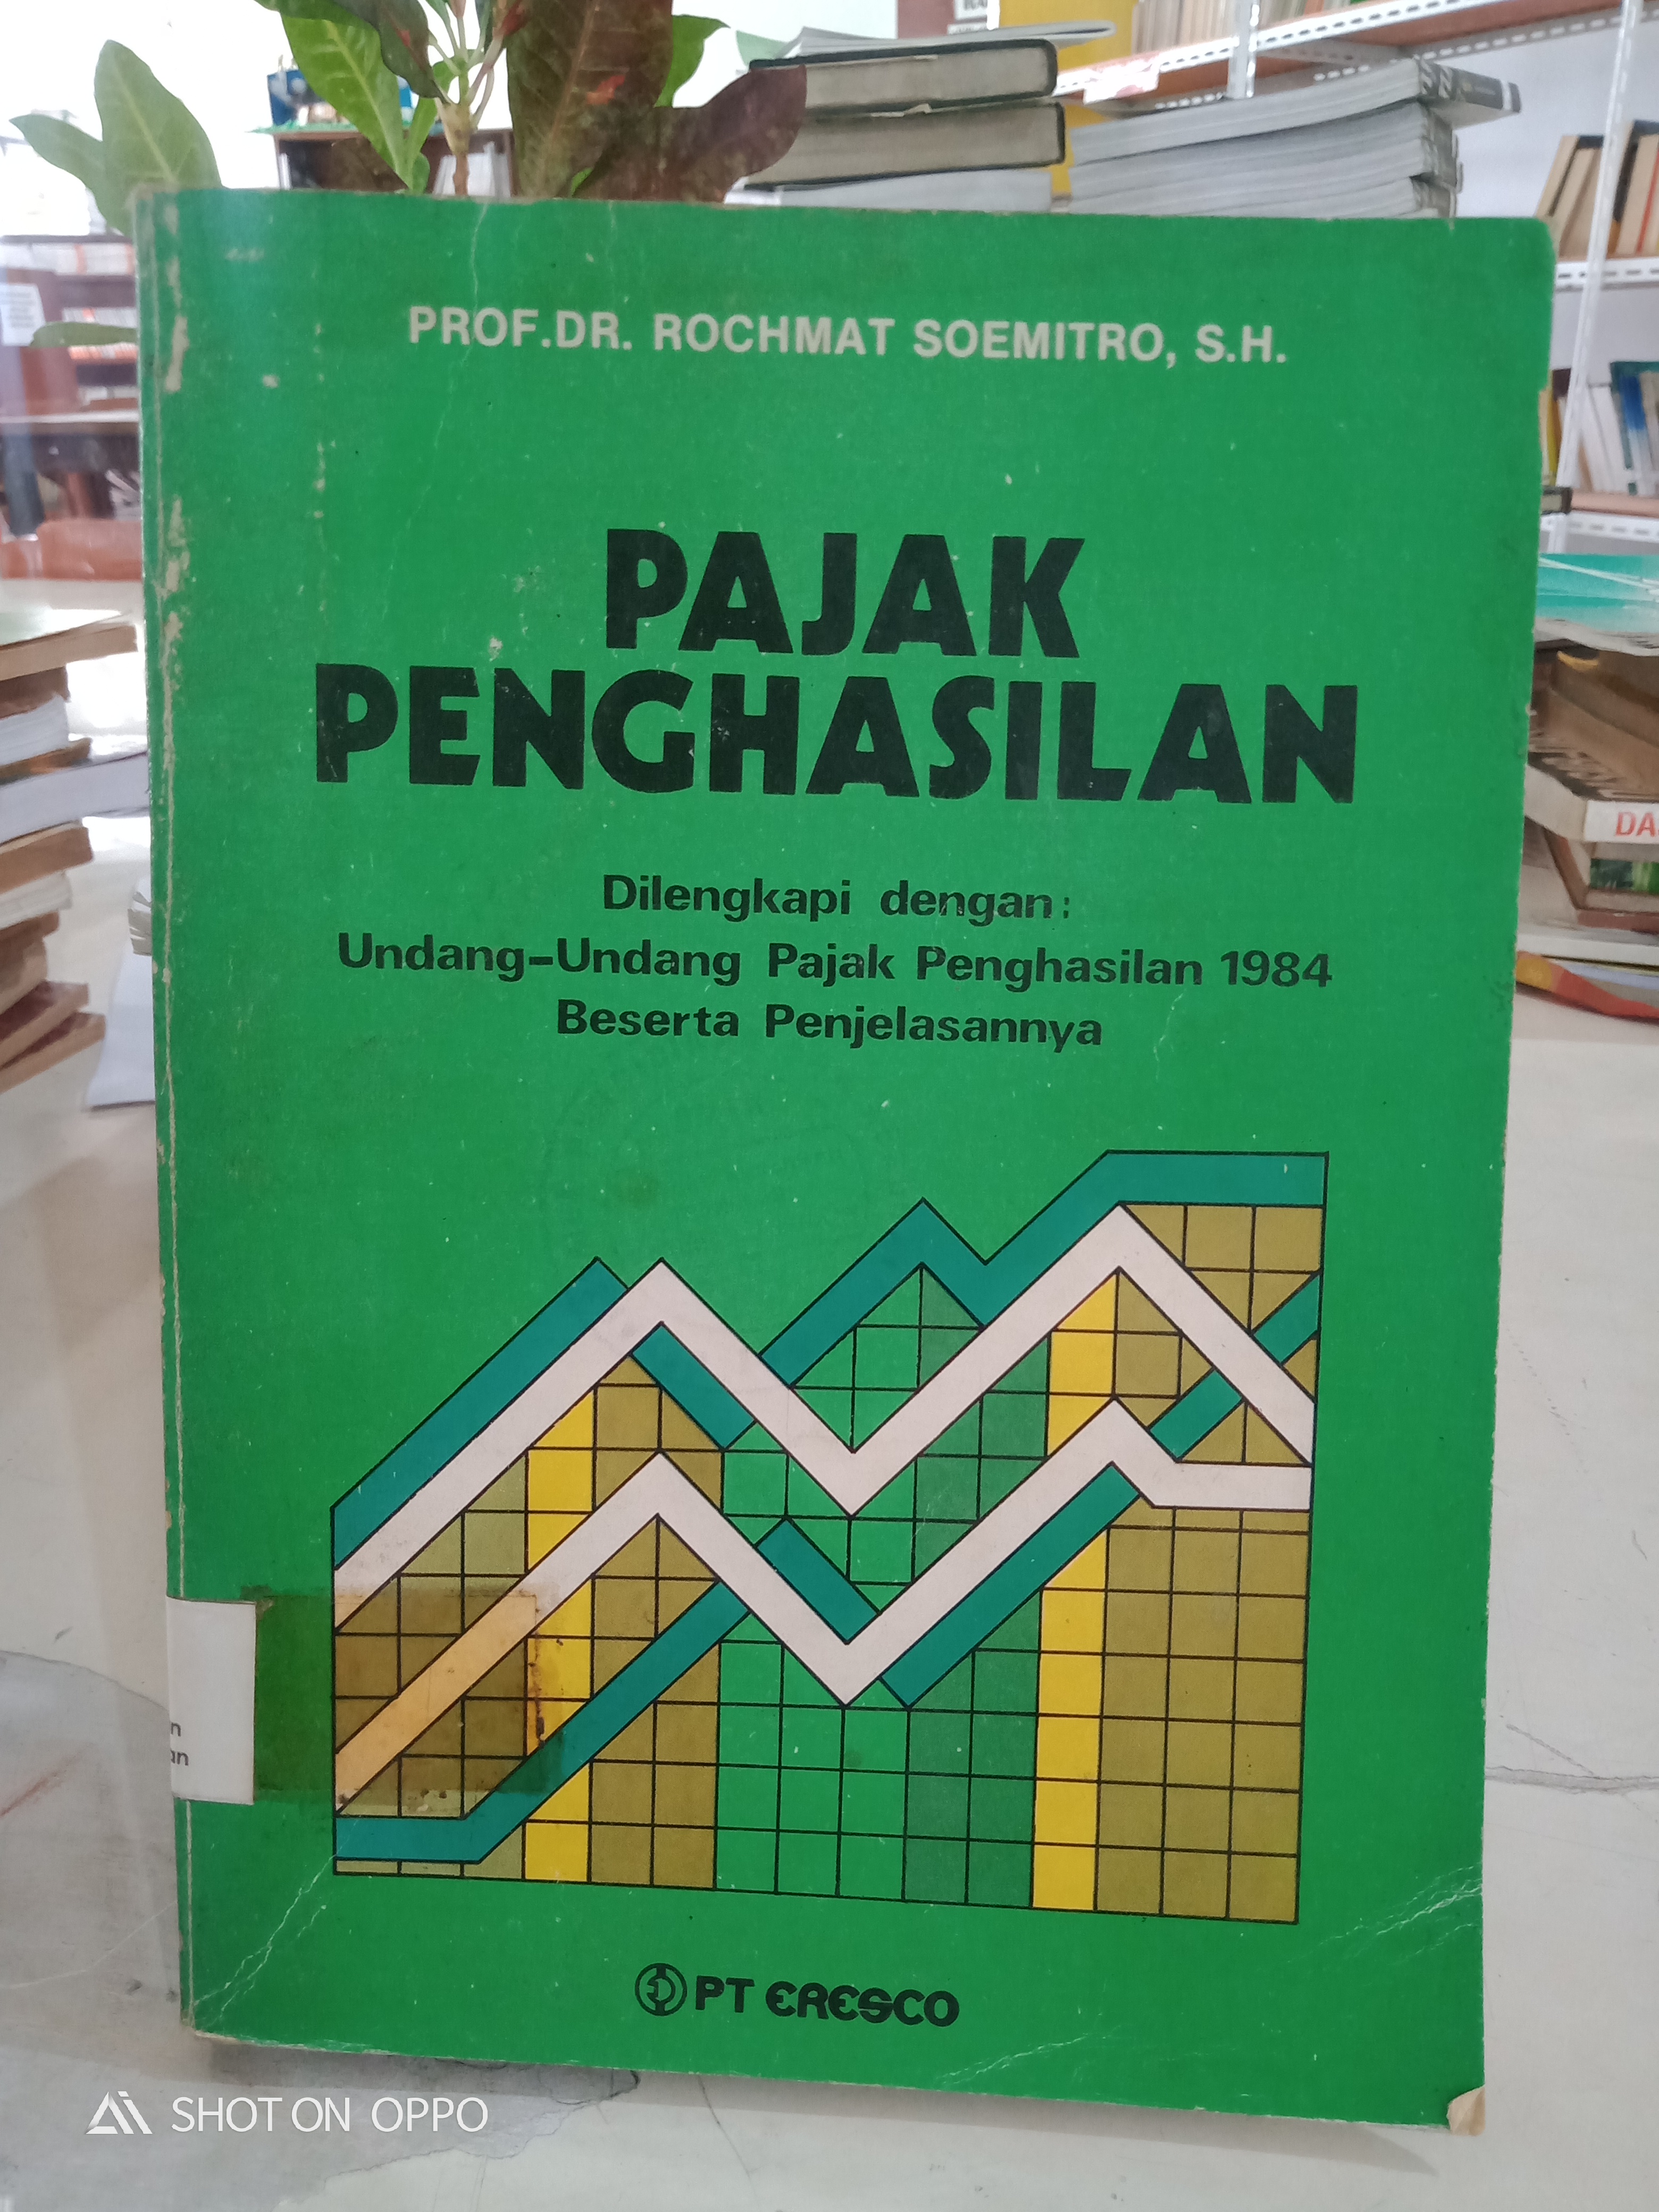 PROF.DR. ROCHMAT SOEMITRO, S.H.
PAJAK
PENGHASILAN
Dilengkapi dengan:
Undang-Undang Pajak Penghasilan 1984
Beserta Penjelasannya
PT ERESCO
SHOT ON OPPO